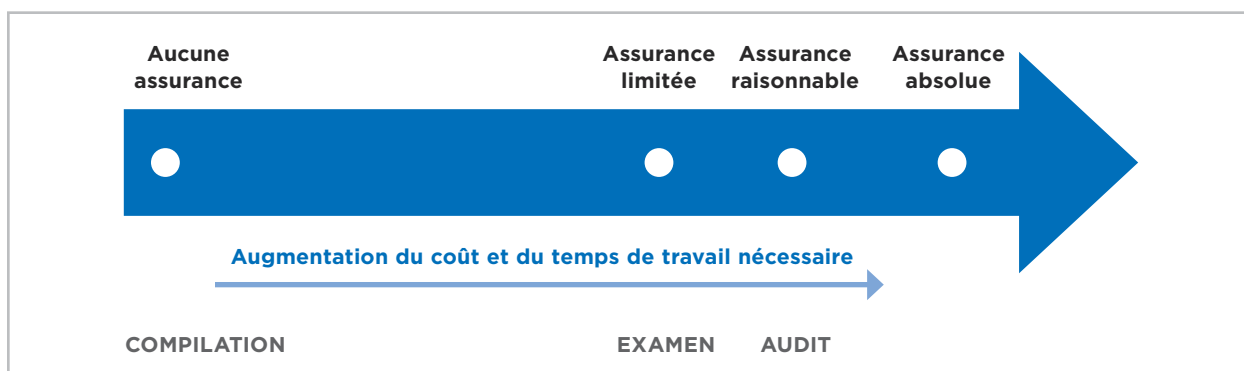 Aucune
assurance
Assurance
limitée
Assurance
raisonnable
Assurance
absolue
Augmentation du coût et du temps de travail nécessaire
COMPILATION
EXAMEN
AUDIT